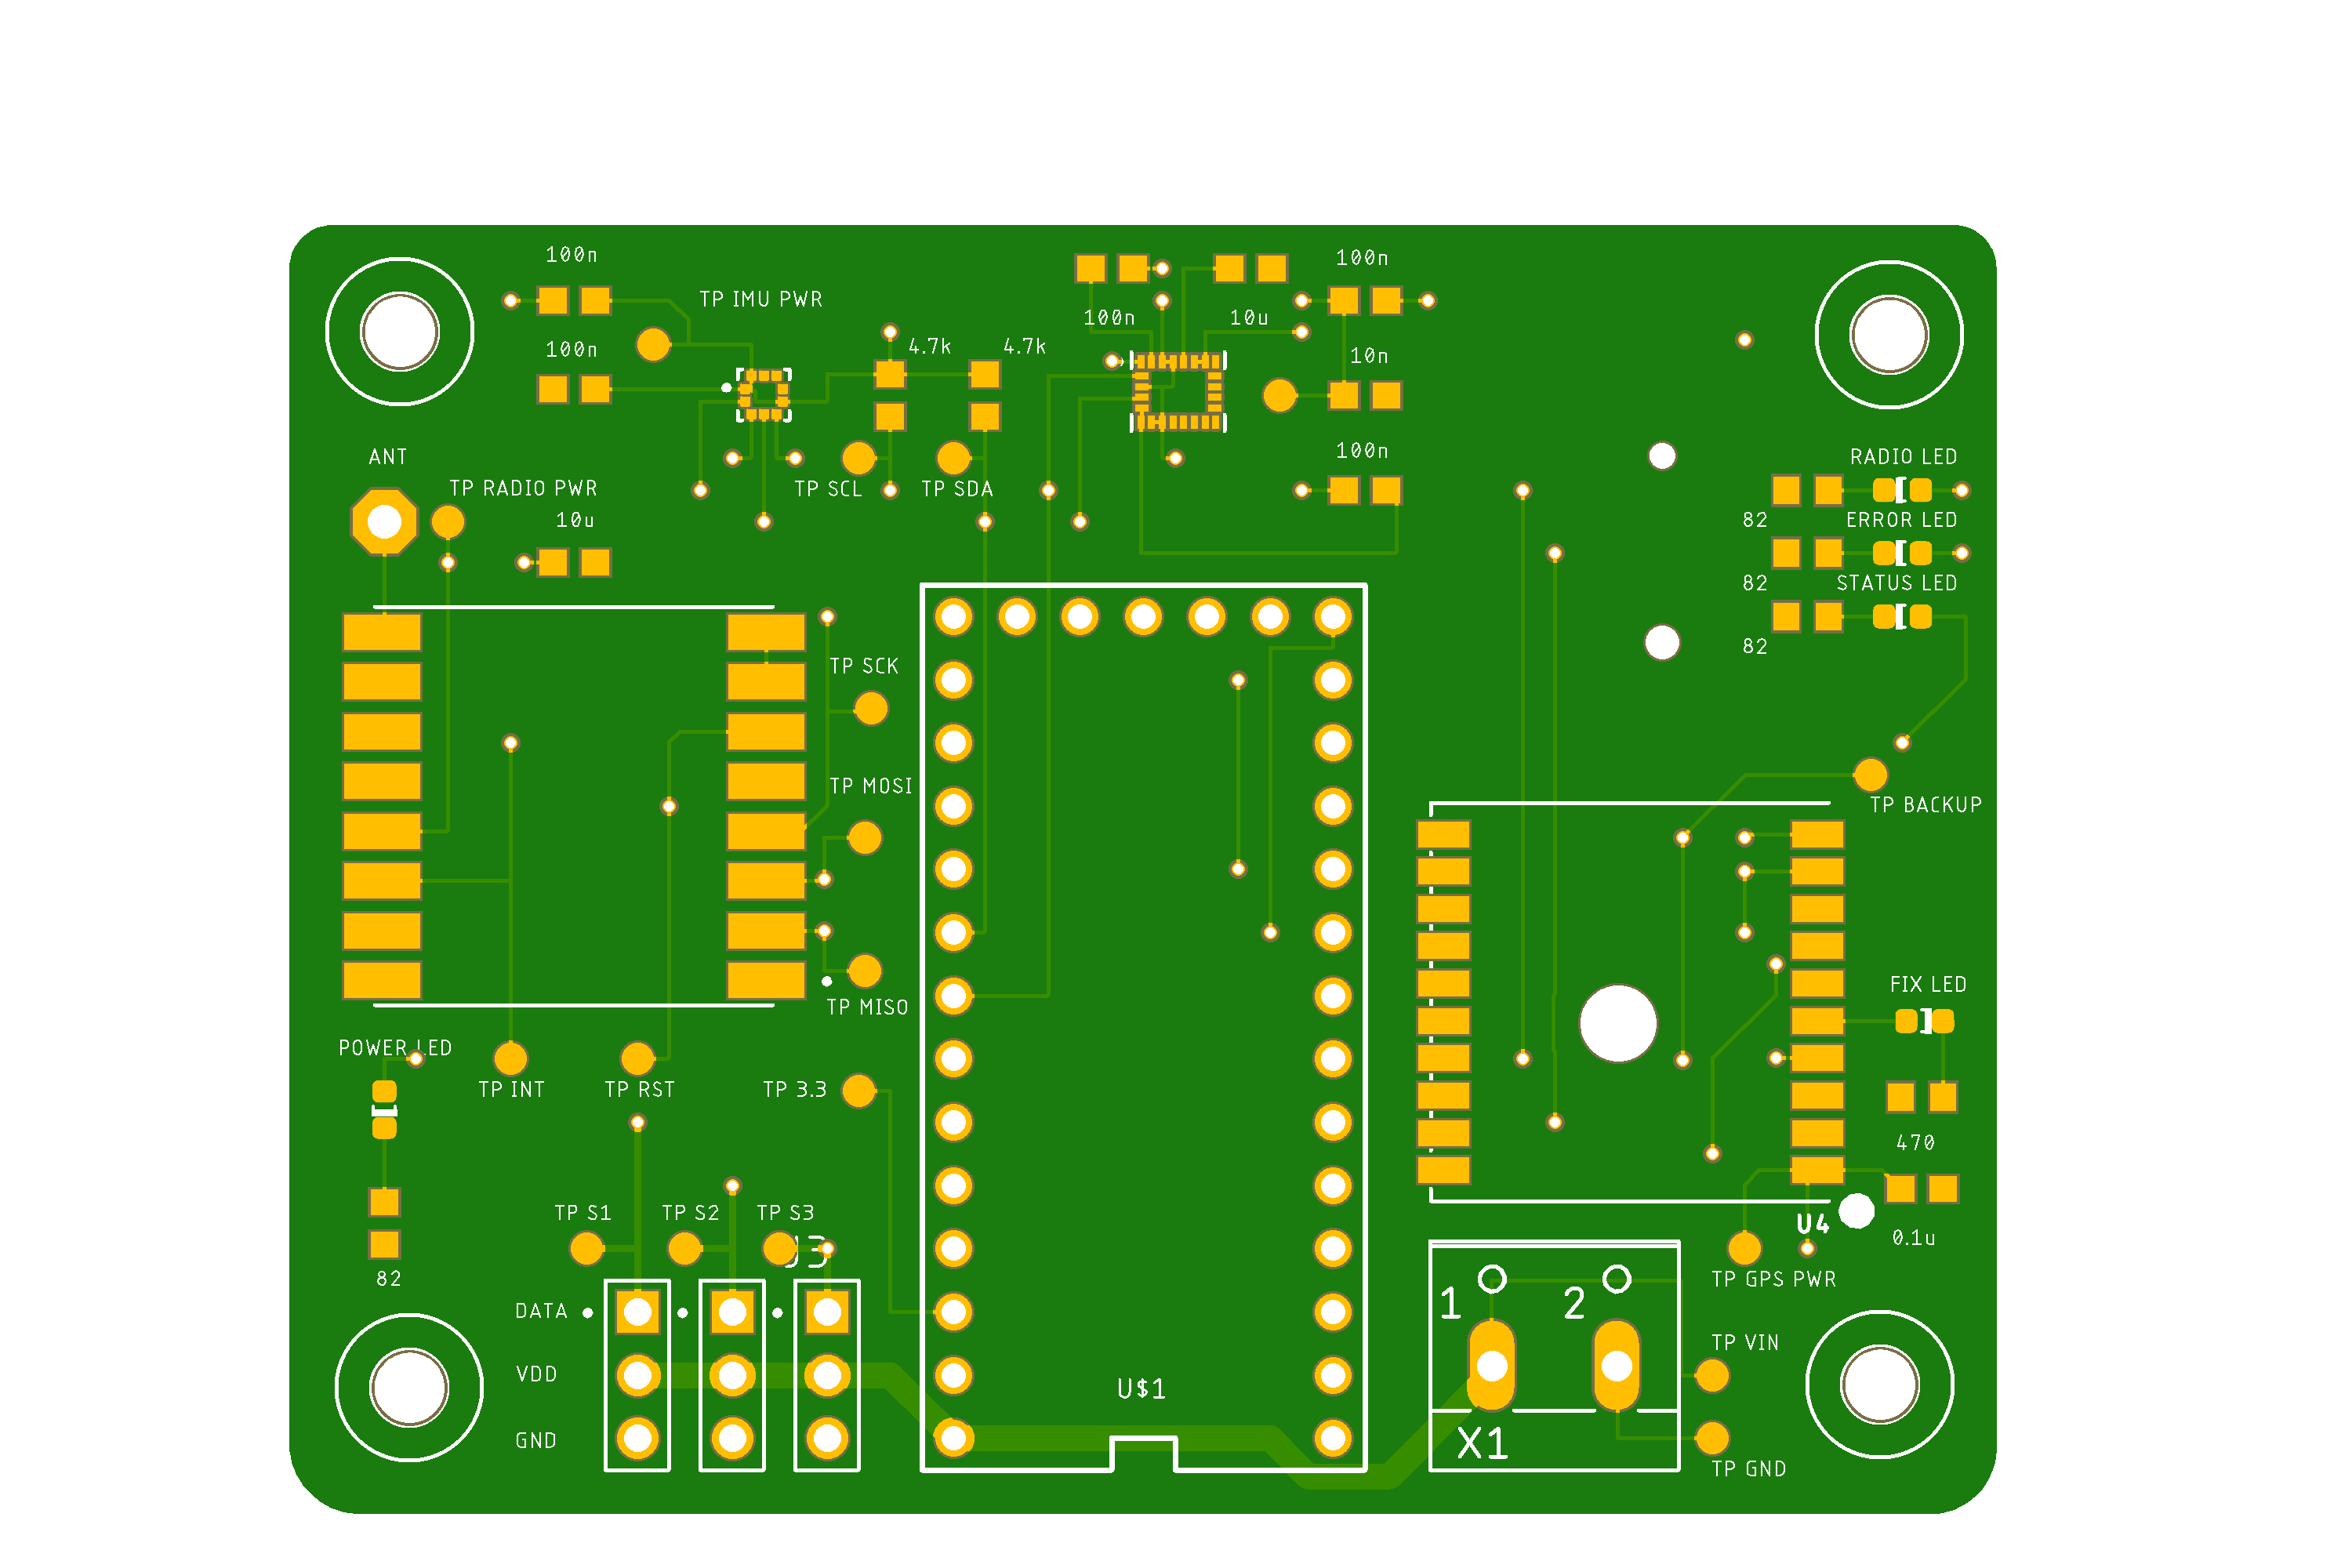 100n
100n
TP IMU PWR
100n
10u
100n
4.7k
4.7k
10n
100n
ANT
RADIO LED
TP RADIO PWR
TP SCL
TP SDA
10u
82
ERROR LED
82
STATUS LED
82
TP SCK
TP MOSI
TP BACKUP
FIX LED
TP MISO
POWER LED
TP INT
TP RST
TP 3.3
470
TP S1
TP S2
TP S3
U4
0.1u
82
TP GPS PWR
DATA
1
2
TP VIN
VDD
U$1
GND
X1
TP GND